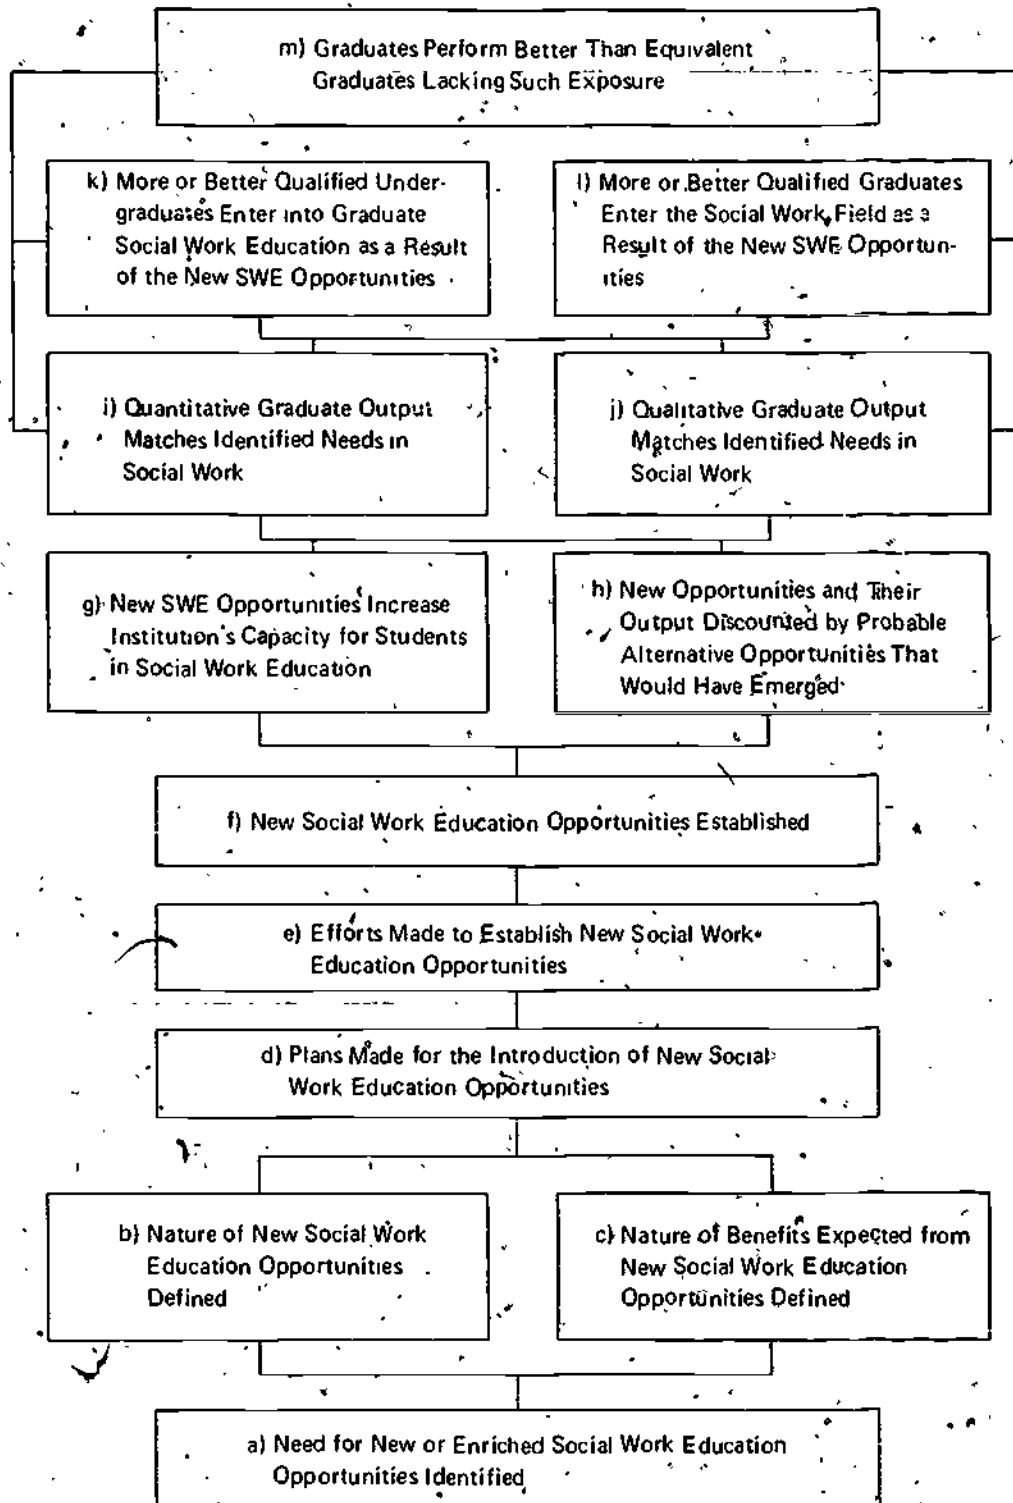 m) Graduates Perform Better Than Equivalent
Graduates Lacking Such Exposure
k) More or Better Qualified Under-
graduates Enter into Graduate
Social Work Education as a Result
of the New SWE Opportunities
l) More or Better Qualified Graduates
Enter the Social Work Field as a
Result of the New SWE Opportun-
ities
i) Quantitative Graduate Output
Matches Identified Needs in
Social Work
j) Qualitative Graduate Output
Matches Identified Needs in
Social Work
g) New SWE Opportunities Increase
Institution's Capacity for Students
in Social Work Education
h) New Opportunities and Their
Output Discounted by Probable
Alternative Opportunities That
Would Have Emerged
f) New Social Work Education Opportunities Established
e) Efforts Made to Establish New Social Work
Education Opportunities
d) Plans Made for the Introduction of New Social
Work Education Opportunities
b) Nature of New Social Work
Education Opportunities
Defined
c) Nature of Benefits Expected from
New Social Work Education
Opportunities Defined
a) Need for New or Enriched Social Work Education
Opportunities Identified